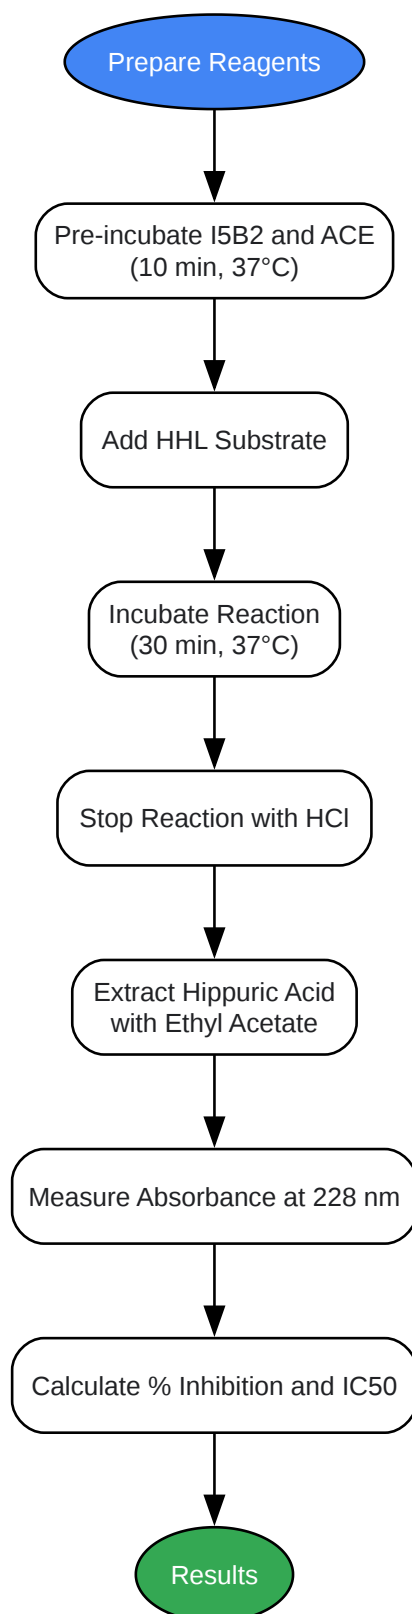 Prepare Reagents
Pre-incubate I5B2 and ACE
(10 min, 37°C)
Add HHL Substrate
Incubate Reaction
(30 min, 37°C)
Stop Reaction with HCl
Extract Hippuric Acid
with Ethyl Acetate
Measure Absorbance at 228 nm
Calculate % Inhibition and IC50
Results